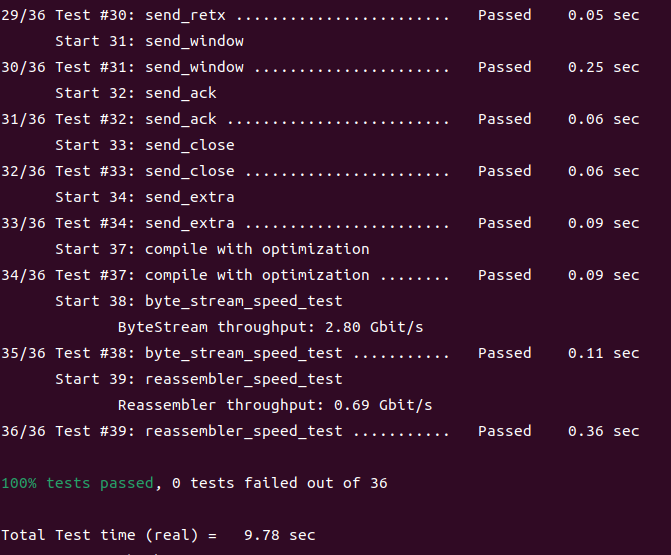 29/36 Test #30: send_retx ........................   Passed    0.05 sec
      Start 31: send_window
30/36 Test #31: send_window ......................   Passed    0.25 sec
      Start 32: send_ack
31/36 Test #32: send_ack .........................   Passed    0.06 sec
      Start 33: send_close
32/36 Test #33: send_close .......................   Passed    0.06 sec
      Start 34: send_extra
33/36 Test #34: send_extra .......................   Passed    0.09 sec
      Start 37: compile with optimization
34/36 Test #37: compile with optimization ........   Passed    0.09 sec
      Start 38: byte_stream_speed_test
             ByteStream throughput: 2.80 Gbit/s
35/36 Test #38: byte_stream_speed_test ...........   Passed    0.11 sec
      Start 39: reassembler_speed_test
             Reassembler throughput: 0.69 Gbit/s
36/36 Test #39: reassembler_speed_test ...........   Passed    0.36 sec
100% tests passed, 0 tests failed out of 36
Total Test time (real) =   9.78 sec